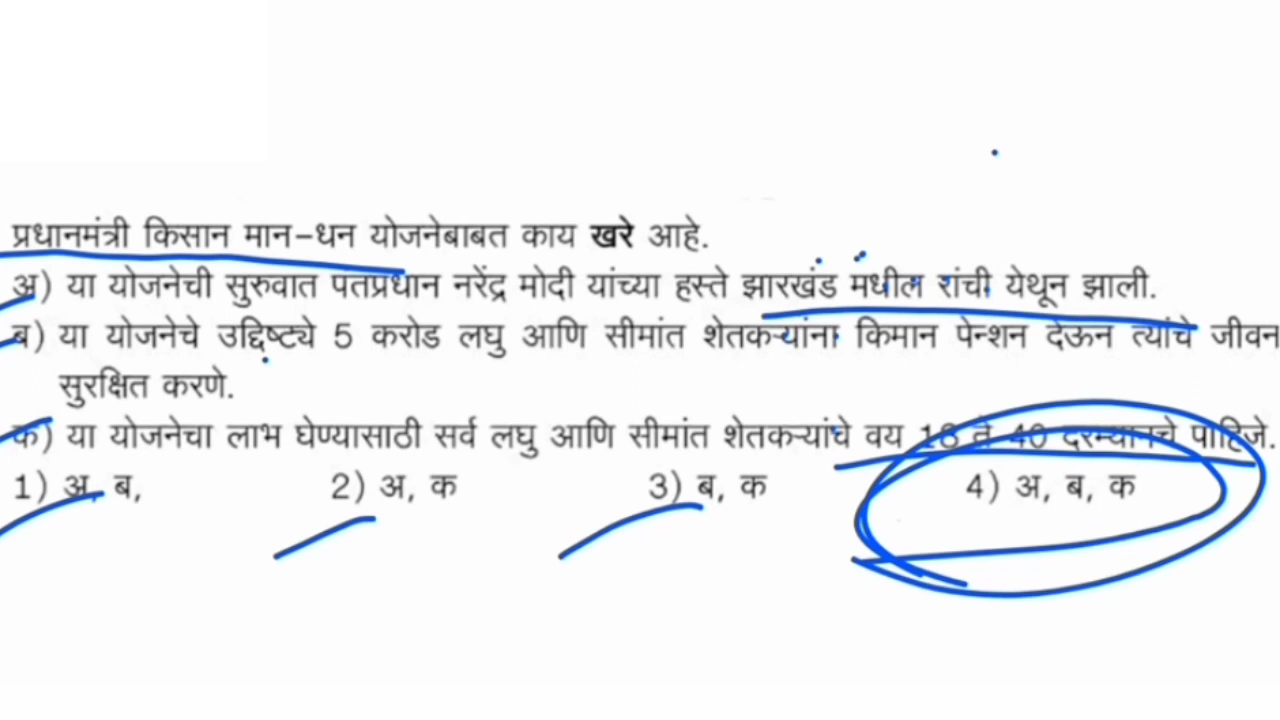 प्रधानमंत्री किसान मान-धन योजनेबाबत काय खरे आहे.
अ) या योजनेची सुरुवात पतप्रधान नरेंद्र मोदी यांच्या हस्ते झारखंड मधील रांची येथून झाली.
ब) या योजनेचे उद्दिष्ट्ये 5 करोड लघु आणि सीमांत शेतकऱ्यांना किमान पेन्शन देऊन त्यांचे जीवन
सुरक्षित करणे.
क) या योजनेचा लाभ घेण्यासाठी सर्व लघु आणि सीमांत शेतकऱ्यांचे वय 18 ते 40 दरम्यानचे पाहिजे.
1) अ, ब, 2) अ, क 3) ब, क 4) अ, ब, क